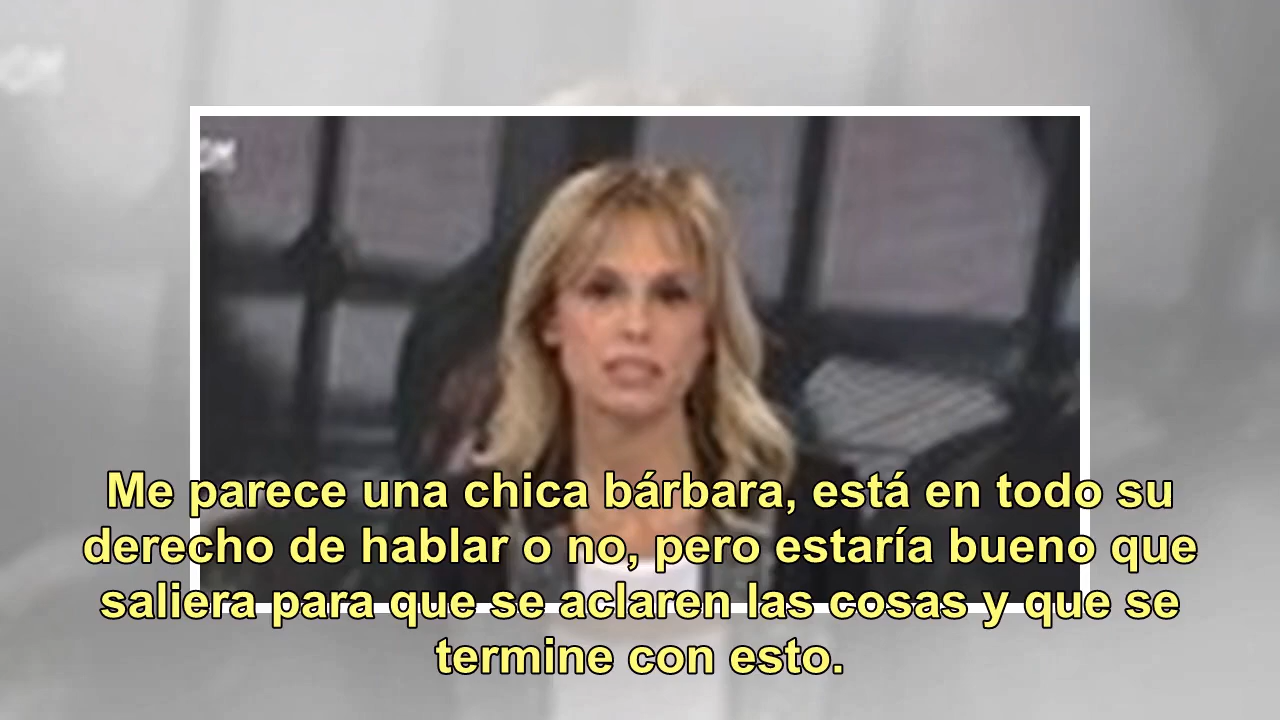 CM
Me parece una chica bárbara, está en todo su
derecho de hablar o no, pero estaría bueno que
saliera para que se aclaren las cosas y que se
termine con esto.